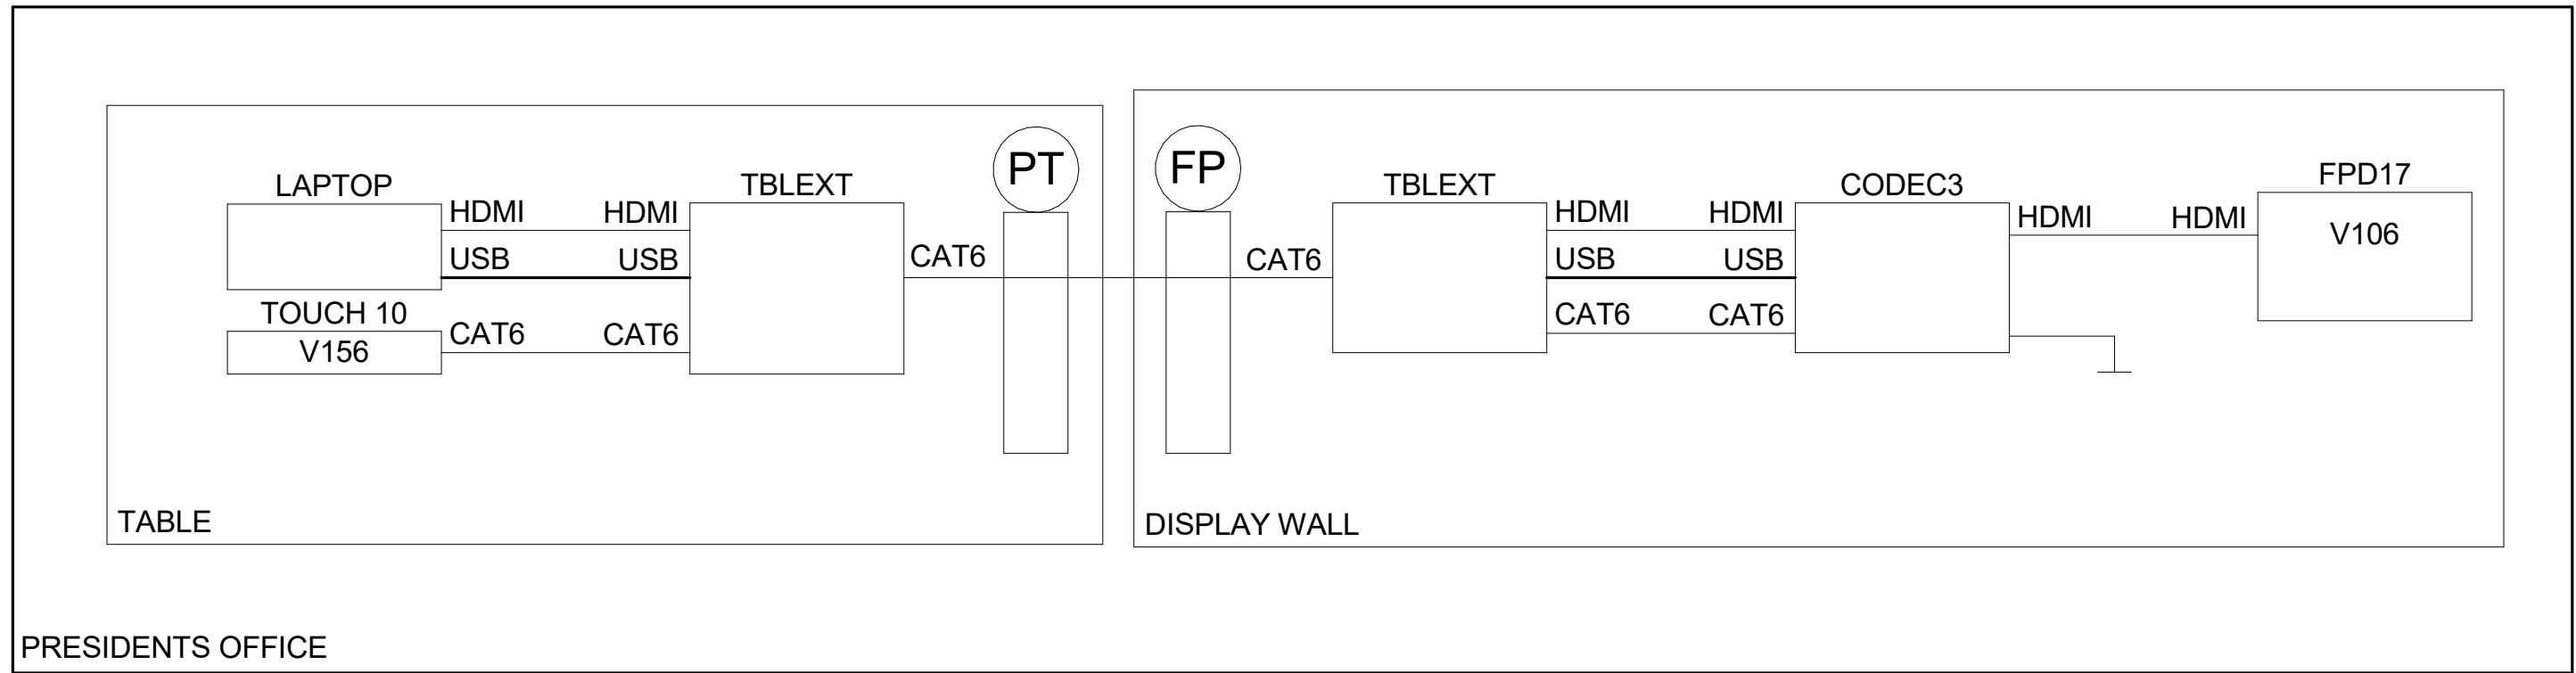 LAPTOP
HDMI HDMI
USB USB
TOUCH 10
V156
CAT6 CAT6
TBLEXT
CAT6
PT
TABLE
FP
CAT6
TBLEXT
HDMI HDMI
USB USB
CAT6 CAT6
CODEC3
HDMI HDMI
FPD17
V106
DISPLAY WALL
PRESIDENTS OFFICE